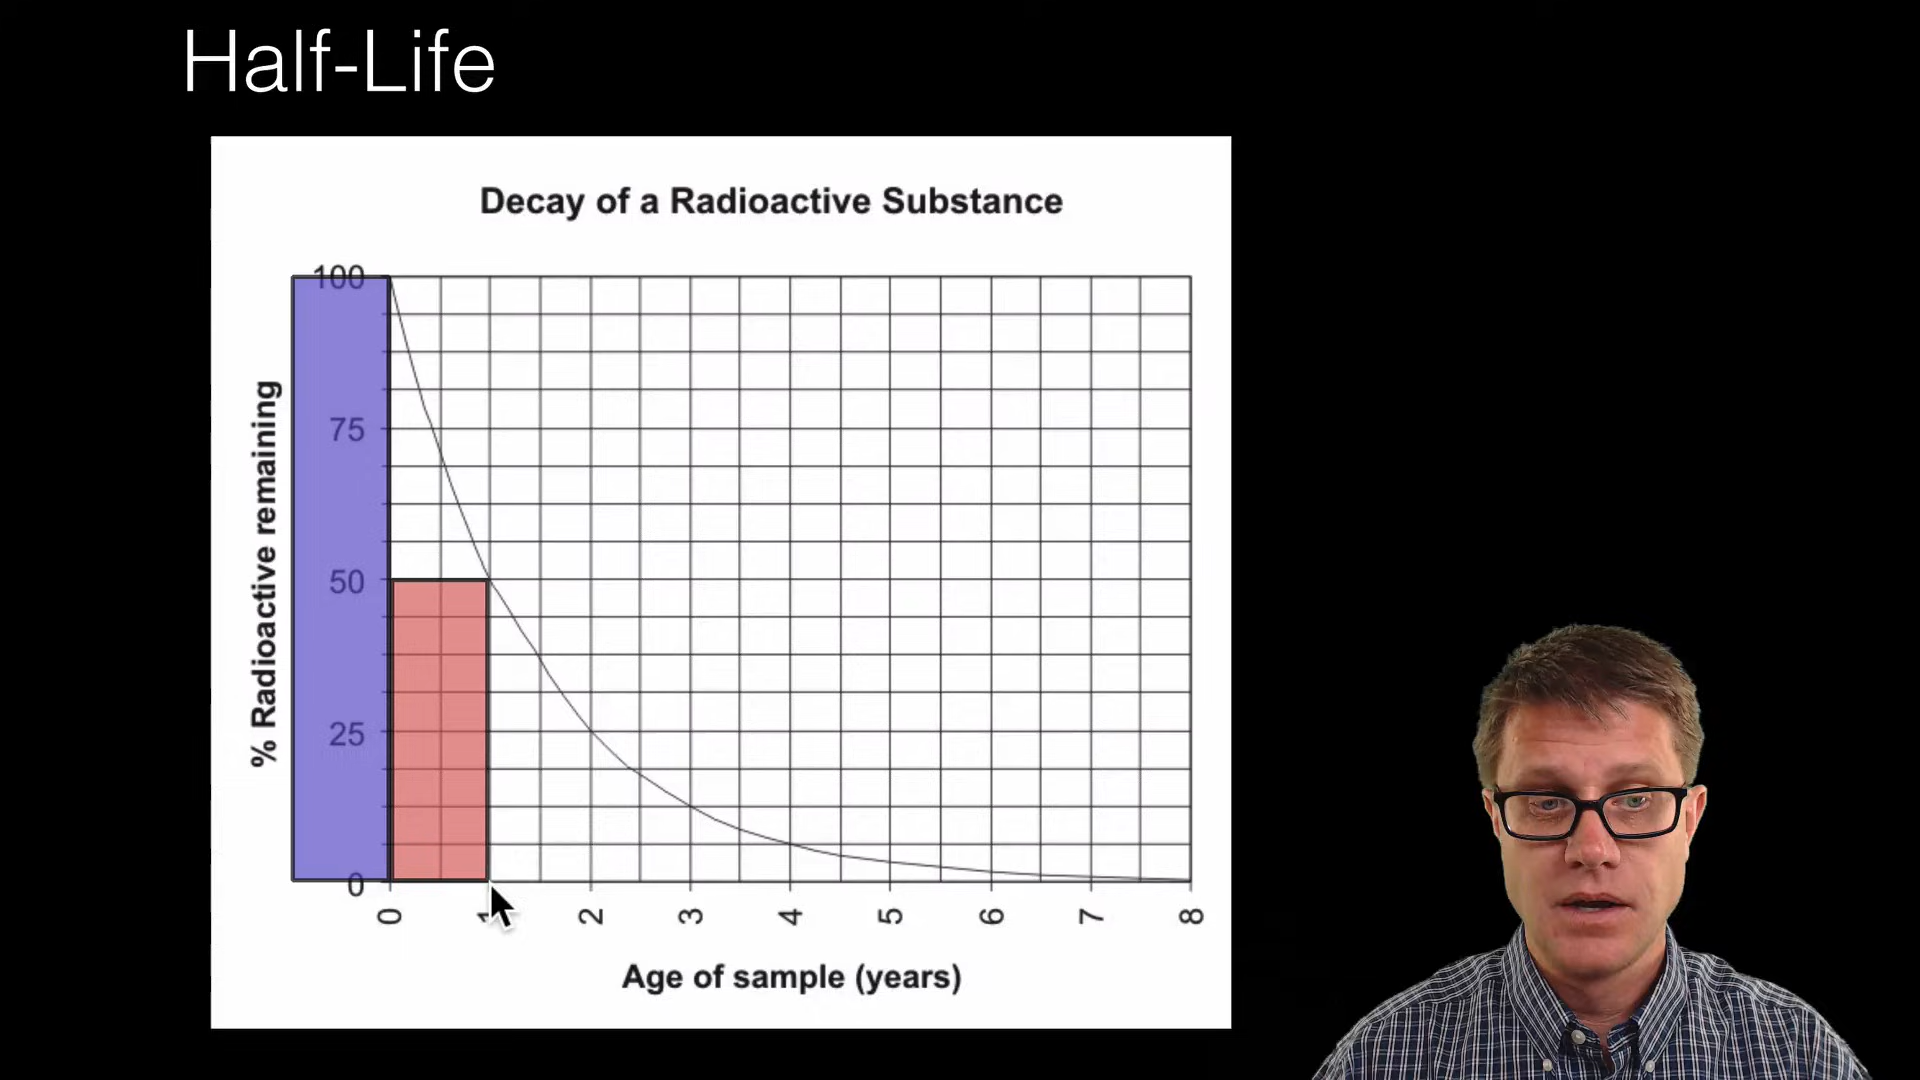 Half-Life
Decay of a Radioactive Substance
% Radioactive remaining
100
75
50
25
0
0 1 2 3 4 5 6 7 8
Age of sample (years)